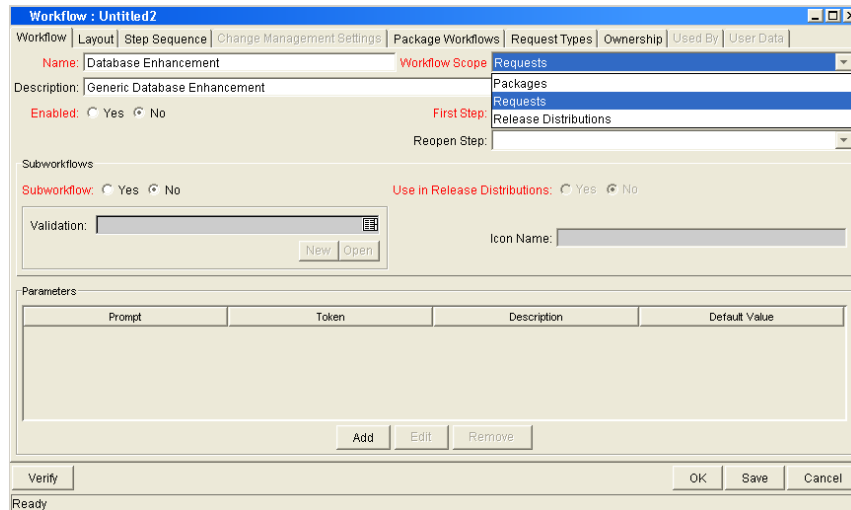 Workflow : Untitled2
Workflow Layout Step Sequence Change Management Settings Package Workflows Request Types Ownership Used By User Data
Name: Database Enhancement Workflow Scope Requests
Description: Generic Database Enhancement Packages
Requests
Enabled: Yes No First Step: Release Distributions
Reopen Step:
Subworkflows
Subworkflow: Yes No Use in Release Distributions: Yes No
Validation:
Icon Name:
New Open
Parameters
Prompt Token Description Default Value
Add Edit Remove
Verify OK Save Cancel
Ready